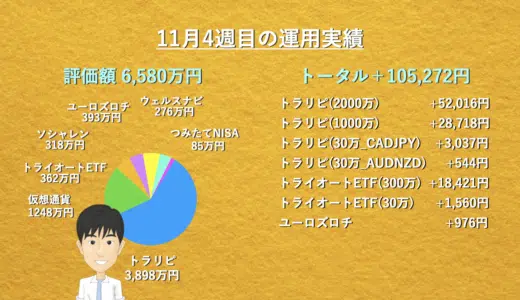 11月4週目の運用実績
評価額 6,580万円
ユーロズロチ
393万円
ウェルスナビ
276万円
ソシャレン
318万円
つみたてNISA
85万円
トライオートETF
362万円
仮想通貨
1248万円
トラリピ
3,898万円
トータル＋105,272円
トラリピ(2000万) +52,016円
トラリピ(1000万) +28,718円
トラリピ(30万_CADJPY) +3,037円
トラリピ(30万_AUDNZD) +544円
トライオートETF(300万) +18,421円
トライオートETF(30万) +1,560円
ユーロズロチ +976円